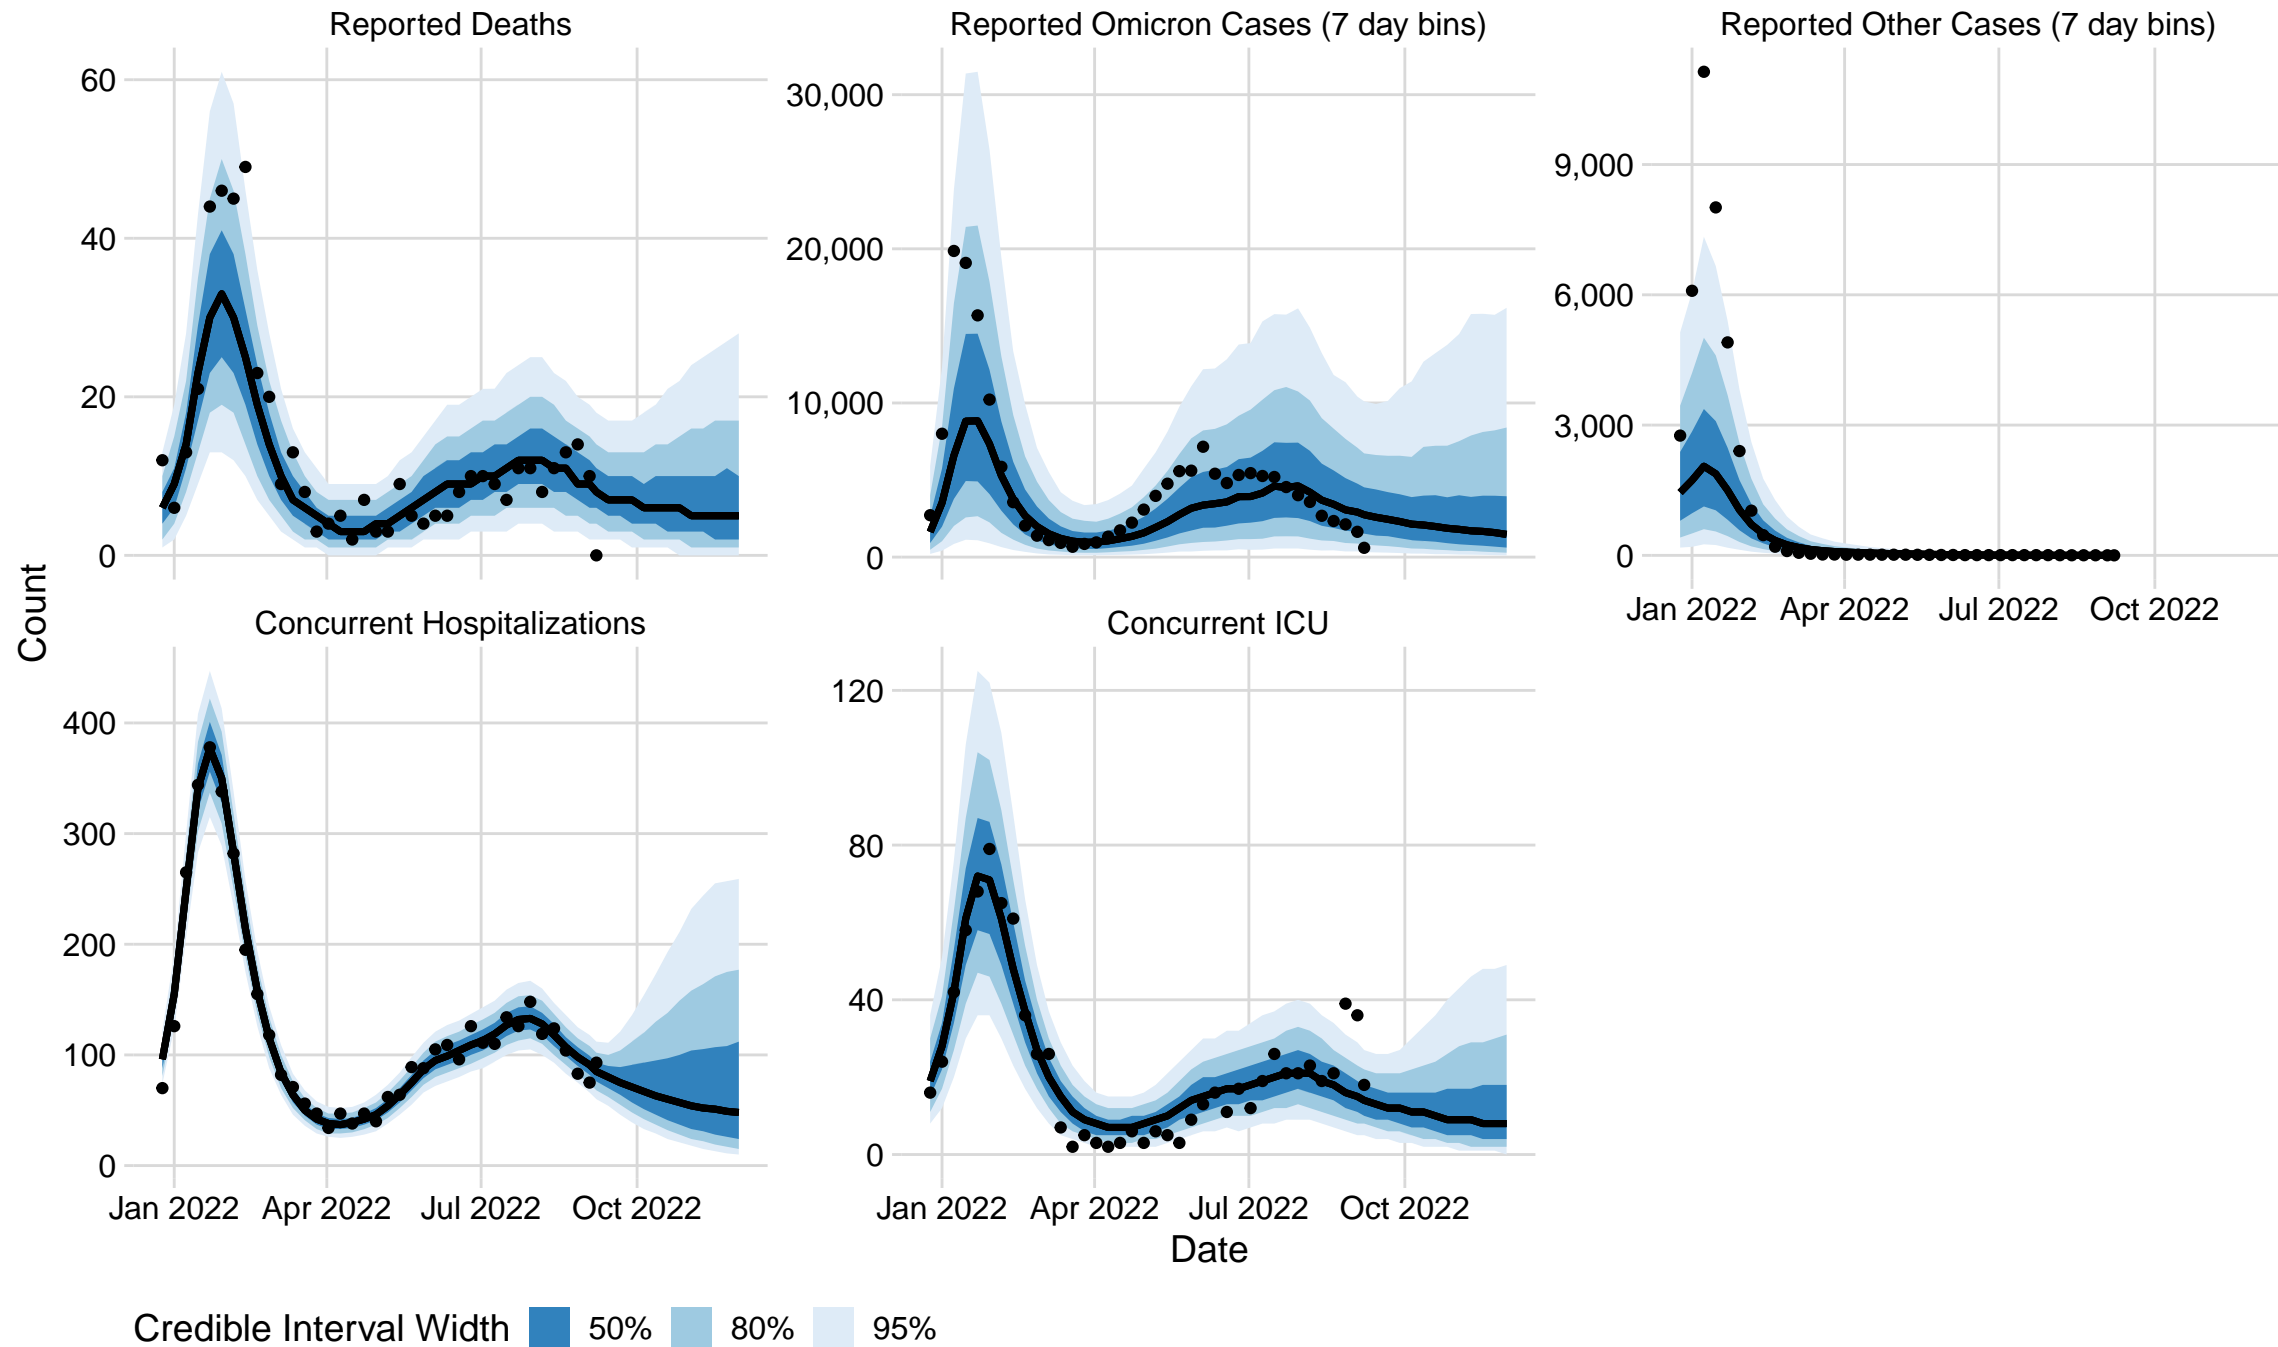 Reported Deaths
Reported Omicron Cases (7 day bins)
Reported Other Cases (7 day bins)
60
40
20
0
30,000
20,000
10,000
0
9,000
6,000
3,000
0
Jan 2022 Apr 2022 Jul 2022 Oct 2022
Count
Concurrent Hospitalizations
Concurrent ICU
400
300
200
100
0
120
80
40
0
Jan 2022 Apr 2022 Jul 2022 Oct 2022
Jan 2022 Apr 2022 Jul 2022 Oct 2022
Date
Credible Interval Width 50% 80% 95%